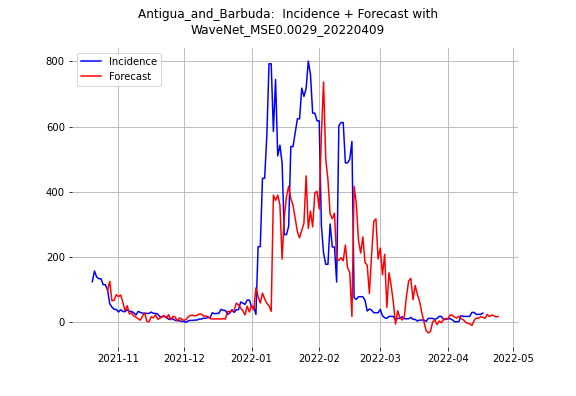 Antigua_and_Barbuda:  Incidence + Forecast with
WaveNet_MSE0.0029_20220409
Incidence
Forecast
800
600
400
200
0
2021-11 2021-12 2022-01 2022-02 2022-03 2022-04 2022-05